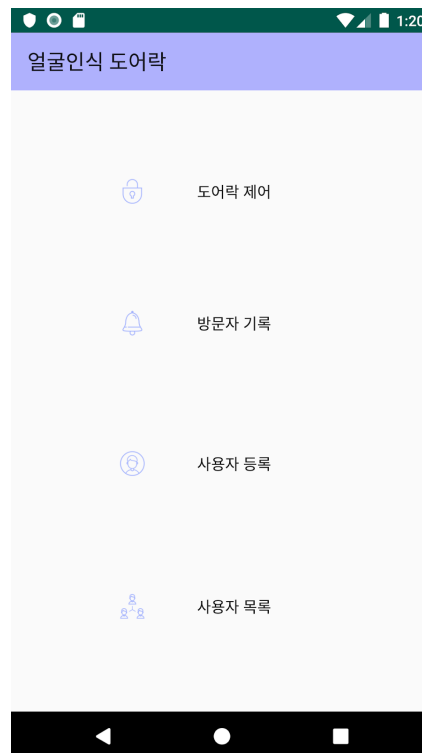 1:20
얼굴인식 도어락
도어락 제어
방문자 기록
사용자 등록
사용자 목록